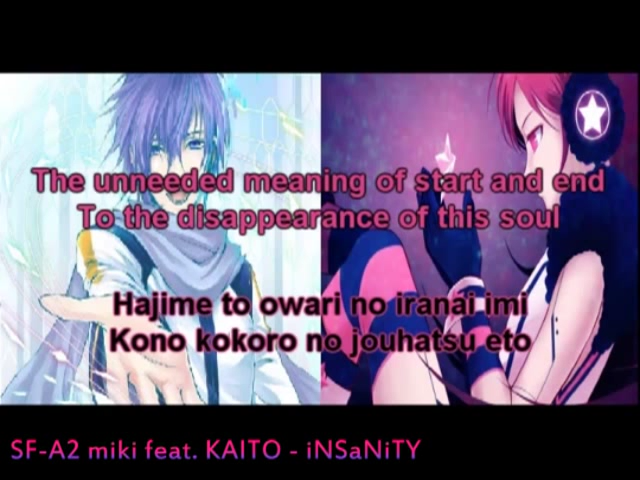 The unneeded meaning of start and end
To the disappearance of this soul
Hajime to owari no iranai imi
Kono kokoro no jouhatsu eto
SF-A2 miki feat. KAITO - iNSaNiTY